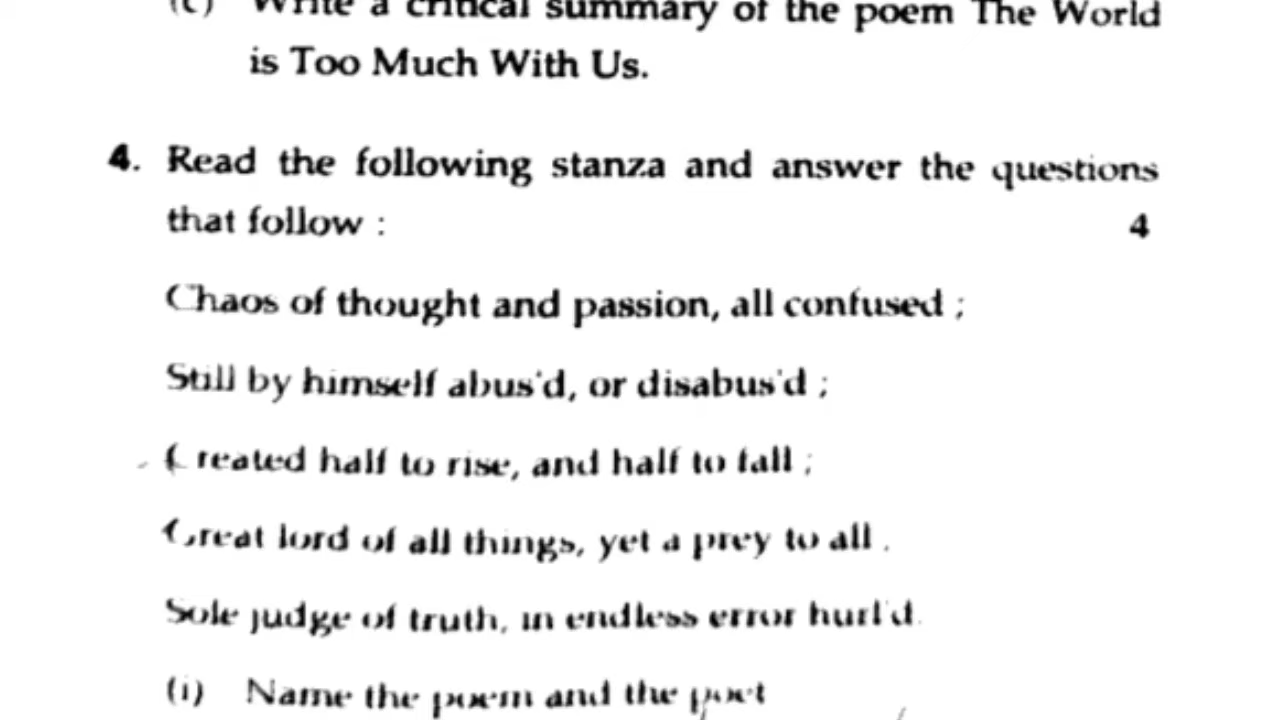 (c) Write a critical summary of the poem The World
is Too Much With Us.
4. Read the following stanza and answer the questions
that follow : 4
Chaos of thought and passion, all confused ;
Still by himself abus'd, or disabus'd ;
Created half to rise, and half to fall ;
Great lord of all things, yet a prey to all .
Sole judge of truth, in endless error hurl'd.
(i) Name the poem and the poet